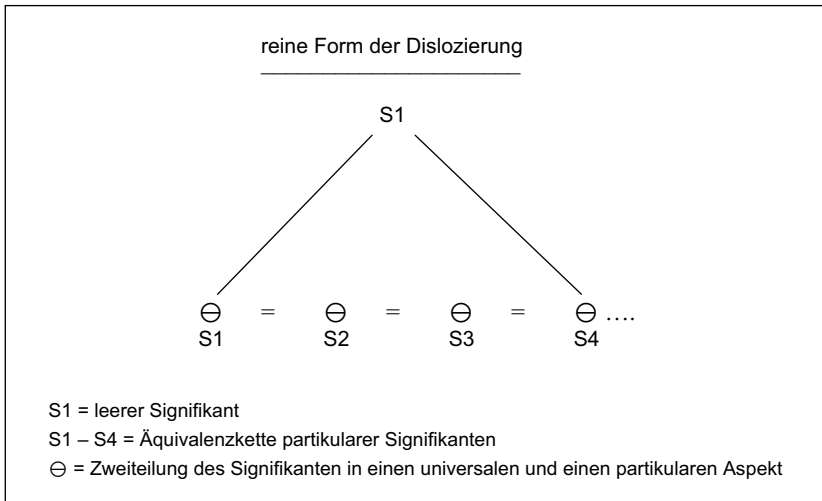 reine Form der Dislozierung
S1
⊖ = ⊖ = ⊖ = ⊖ ....
S1 S2 S3 S4
S1 = leerer Signifikant
S1 – S4 = Äquivalenzkette partikularer Signifikanten
⊖ = Zweiteilung des Signifikanten in einen universalen und einen partikularen Aspekt